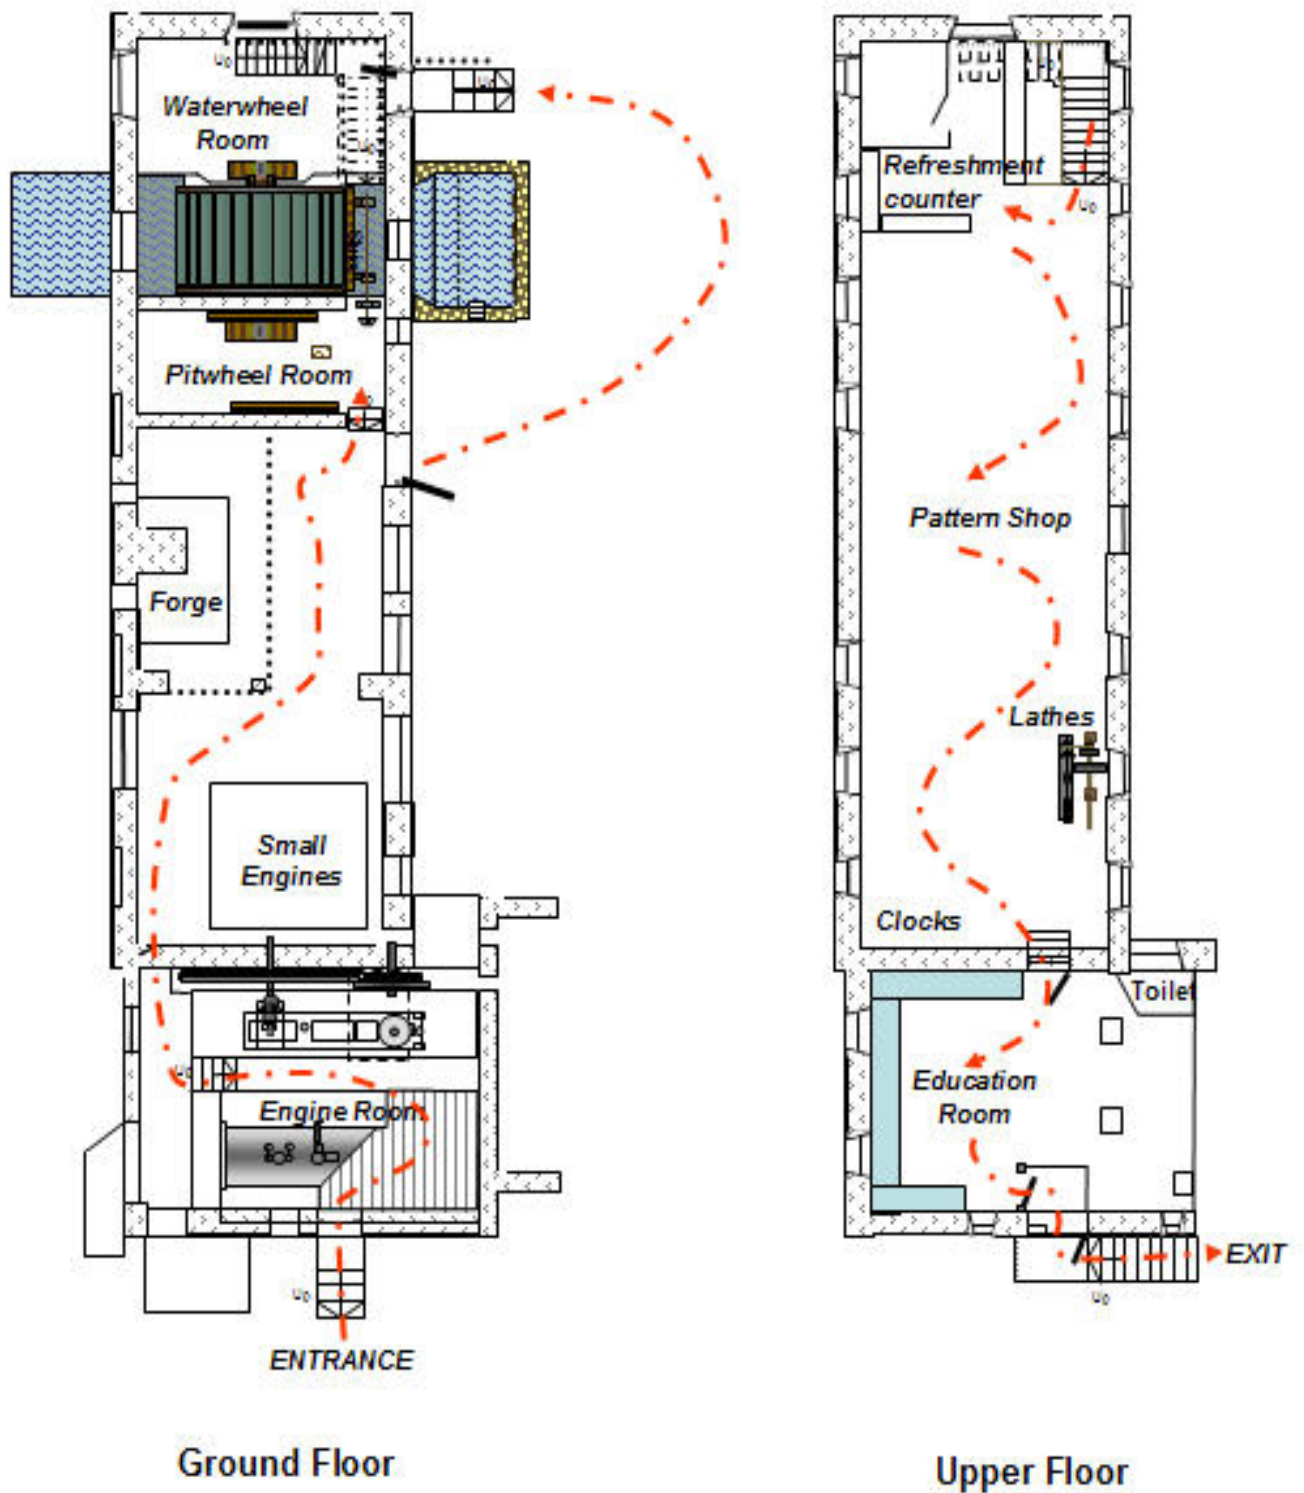 Waterwheel
Room
Pitwheel Room
Forge
Small
Engines
Engine Room
ENTRANCE
Ground Floor
Refreshment
counter
Pattern Shop
Lathes
Clocks
Toilet
Education
Room
EXIT
Upper Floor